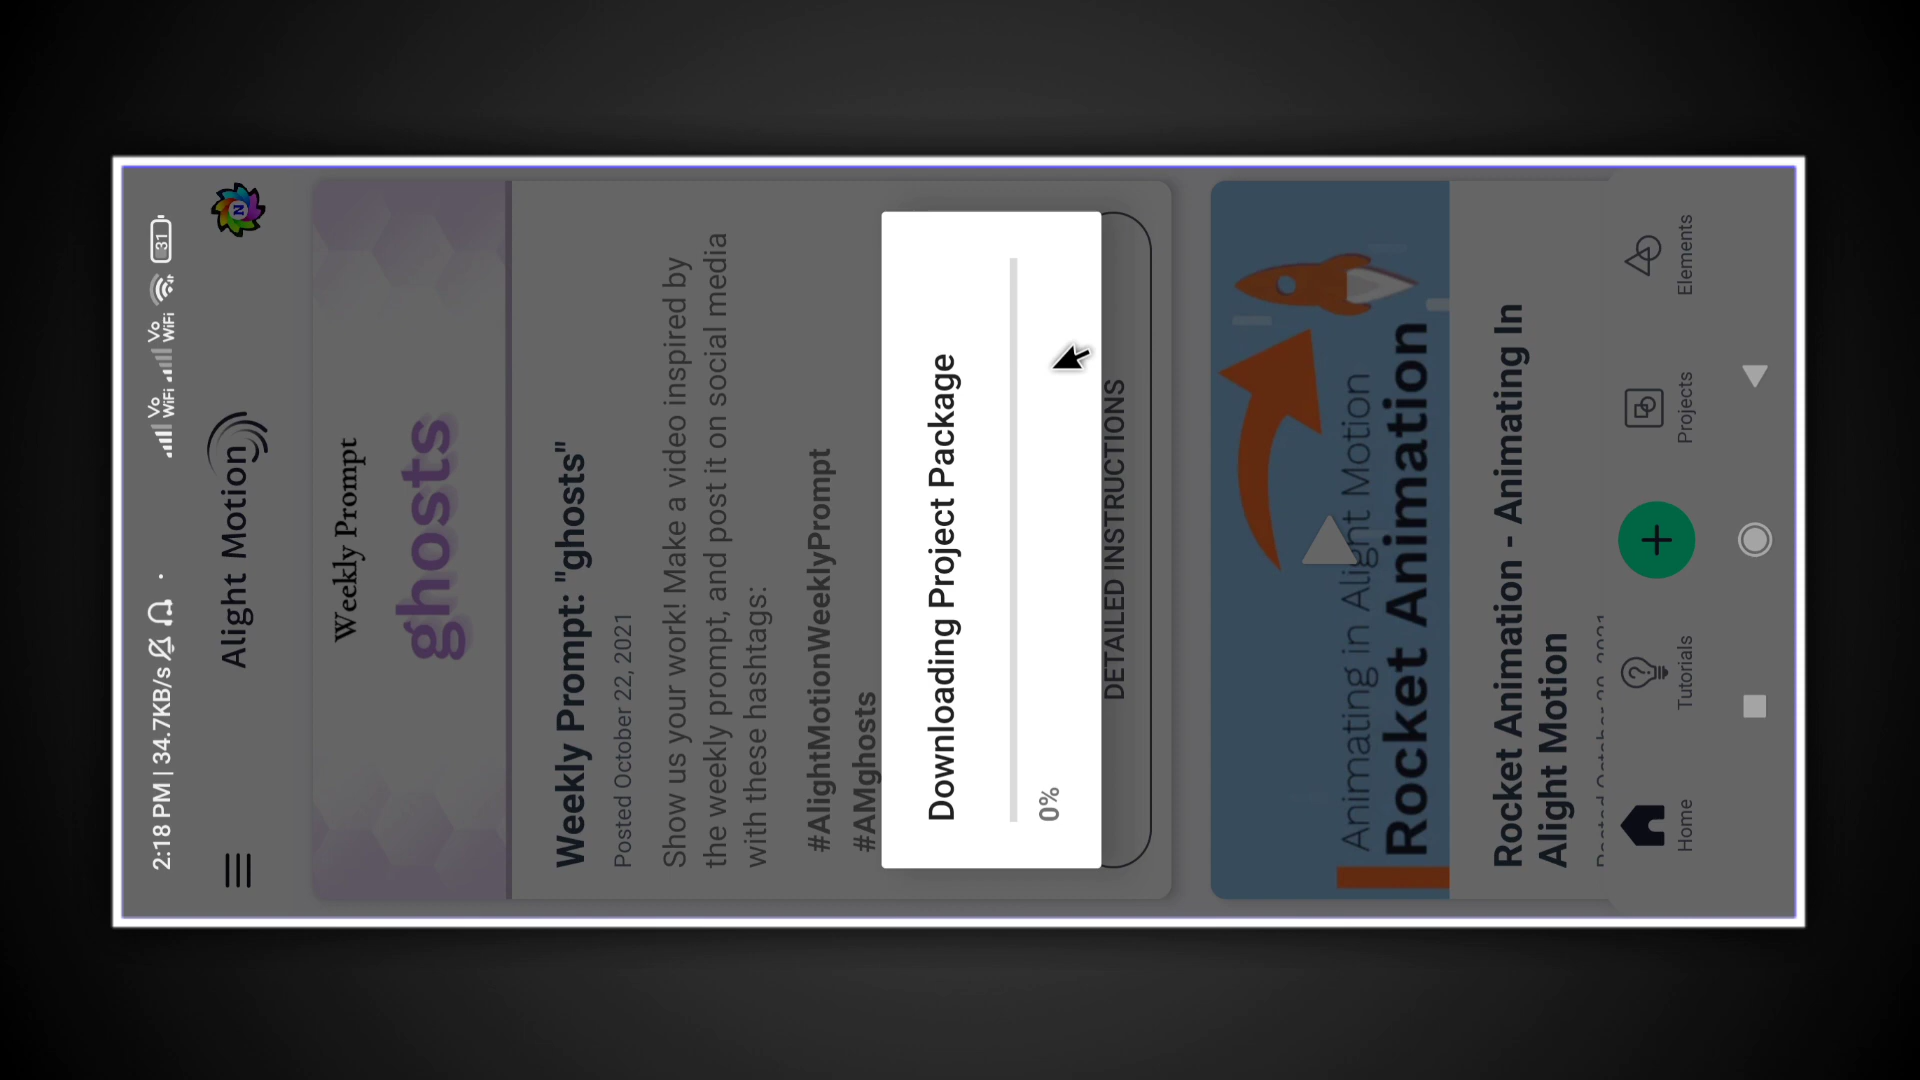 2:18 PM | 34.7KB/s
Vo WiFi Vo WiFi 31
Alight Motion
N
Weekly Prompt
ghosts
Weekly Prompt: "ghosts"
Posted October 22, 2021
Show us your work! Make a video inspired by
the weekly prompt, and post it on social media
with these hashtags:
#AlightMotionWeeklyPrompt
#AMghosts
Downloading Project Package
0%
DETAILED INSTRUCTIONS
Animating in Alight Motion
Rocket Animation
Rocket Animation - Animating In
Alight Motion
Home
Tutorials
Projects
Elements